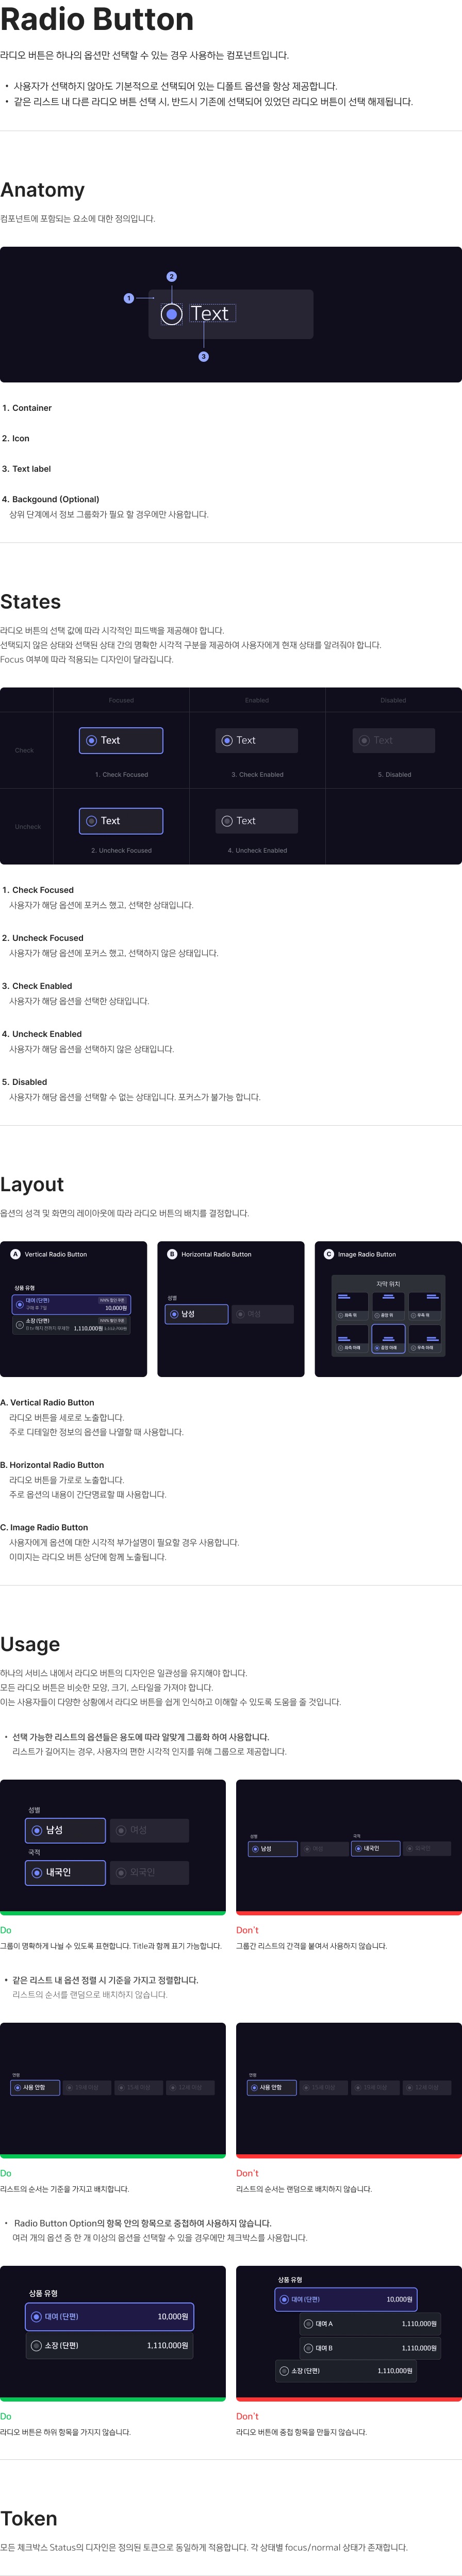 Radio Button
라디오 버튼은 하나의 옵션만 선택할 수 있는 경우 사용하는 컴포넌트입니다.
• 사용자가 선택하지 않아도 기본적으로 선택되어 있는 디폴트 옵션을 항상 제공합니다.
• 같은 리스트 내 다른 라디오 버튼 선택 시, 반드시 기존에 선택되어 있었던 라디오 버튼이 선택 해제됩니다.
Anatomy
컴포넌트에 포함되는 요소에 대한 정의입니다.
2
1
Text
3
1. Container
2. Icon
3. Text label
4. Backgound (Optional)
상위 단계에서 정보 그룹화가 필요 할 경우에만 사용합니다.
States
라디오 버튼의 선택 값에 따라 시각적인 피드백을 제공해야 합니다.
선택되지 않은 상태와 선택된 상태 간의 명확한 시각적 구분을 제공하여 사용자에게 현재 상태를 알려줘야 합니다.
Focus 여부에 따라 적용되는 디자인이 달라집니다.
Focused Enabled Disabled
Check
Text Text Text
1. Check Focused 3. Check Enabled 5. Disabled
Uncheck
Text Text
2. Uncheck Focused 4. Uncheck Enabled
1. Check Focused
사용자가 해당 옵션에 포커스 했고, 선택한 상태입니다.
2. Uncheck Focused
사용자가 해당 옵션에 포커스 했고, 선택하지 않은 상태입니다.
3. Check Enabled
사용자가 해당 옵션을 선택한 상태입니다.
4. Uncheck Enabled
사용자가 해당 옵션을 선택하지 않은 상태입니다.
5. Disabled
사용자가 해당 옵션을 선택할 수 없는 상태입니다. 포커스가 불가능 합니다.
Layout
옵션의 성격 및 화면의 레이아웃에 따라 라디오 버튼의 배치를 결정합니다.
A Vertical Radio Button
상품 유형
대여 (단편)
10,000원
소장 (단편)
1,110,000원
B Horizontal Radio Button
성별
남성 여성
C Image Radio Button
자막 위치
좌측 위 중앙 위 우측 위
좌측 아래 중앙 아래 우측 아래
A. Vertical Radio Button
라디오 버튼을 세로로 노출합니다.
주로 디테일한 정보의 옵션을 나열할 때 사용합니다.
B. Horizontal Radio Button
라디오 버튼을 가로로 노출합니다.
주로 옵션의 내용이 간단명료할 때 사용합니다.
C. Image Radio Button
사용자에게 옵션에 대한 시각적 부가설명이 필요할 경우 사용합니다.
이미지는 라디오 버튼 상단에 함께 노출됩니다.
Usage
하나의 서비스 내에서 라디오 버튼의 디자인은 일관성을 유지해야 합니다.
모든 라디오 버튼은 비슷한 모양, 크기, 스타일을 가져야 합니다.
이는 사용자들이 다양한 상황에서 라디오 버튼을 쉽게 인식하고 이해할 수 있도록 도움을 줄 것입니다.
• 선택 가능한 리스트의 옵션들은 용도에 따라 알맞게 그룹화 하여 사용합니다.
리스트가 길어지는 경우, 사용자의 편한 시각적 인지를 위해 그룹으로 제공합니다.
성별
남성 여성
국적
내국인 외국인
성별 국적
남성 여성 내국인 외국인
Do
그룹이 명확하게 나뉠 수 있도록 표현합니다. Title과 함께 표기 가능합니다.
Don't
그룹간 리스트의 간격을 붙여서 사용하지 않습니다.
• 같은 리스트 내 옵션 정렬 시 기준을 가지고 정렬합니다.
리스트의 순서를 랜덤으로 배치하지 않습니다.
연령
사용 안함 19세 이상 15세 이상 12세 이상
연령
사용 안함 15세 이상 19세 이상 12세 이상
Do
리스트의 순서는 기준을 가지고 배치합니다.
Don't
리스트의 순서는 랜덤으로 배치하지 않습니다.
• Radio Button Option의 항목 안의 항목으로 중첩하여 사용하지 않습니다.
여러 개의 옵션 중 한 개 이상의 옵션을 선택할 수 있을 경우에만 체크박스를 사용합니다.
상품 유형
대여 (단편) 10,000원
소장 (단편) 1,110,000원
상품 유형
대여 (단편) 10,000원
대여 A 1,110,000원
대여 B 1,110,000원
소장 (단편) 1,110,000원
Do
라디오 버튼은 하위 항목을 가지지 않습니다.
Don't
라디오 버튼에 중첩 항목을 만들지 않습니다.
Token
모든 체크박스 Status의 디자인은 정의된 토큰으로 동일하게 적용합니다. 각 상태별 focus/normal 상태가 존재합니다.